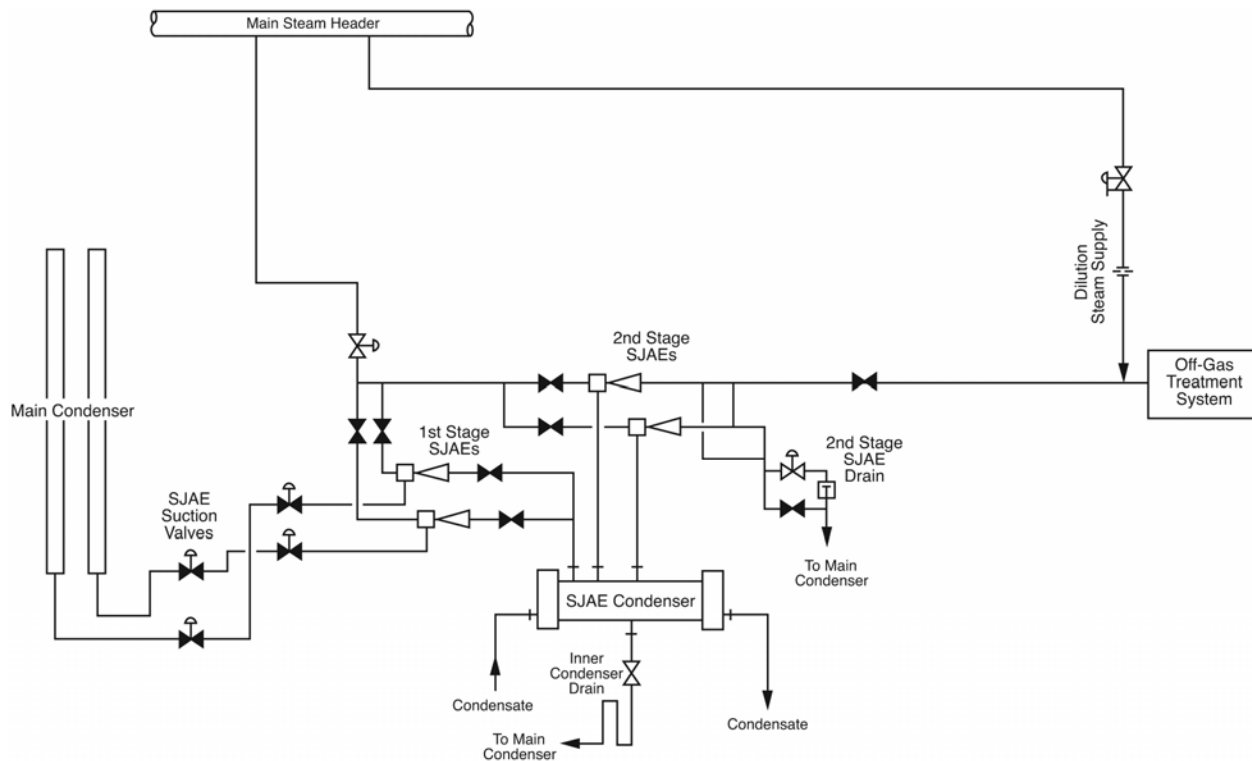 Main Steam Header
Dilution
Steam Supply
2nd Stage
SJAEs
Off-Gas
Treatment
System
Main Condenser
1st Stage
SJAEs
2nd Stage
SJAE
Drain
SJAE
Suction
Valves
To Main
Condenser
SJAE Condenser
Inner
Condenser
Drain
Condensate
Condensate
To Main
Condenser